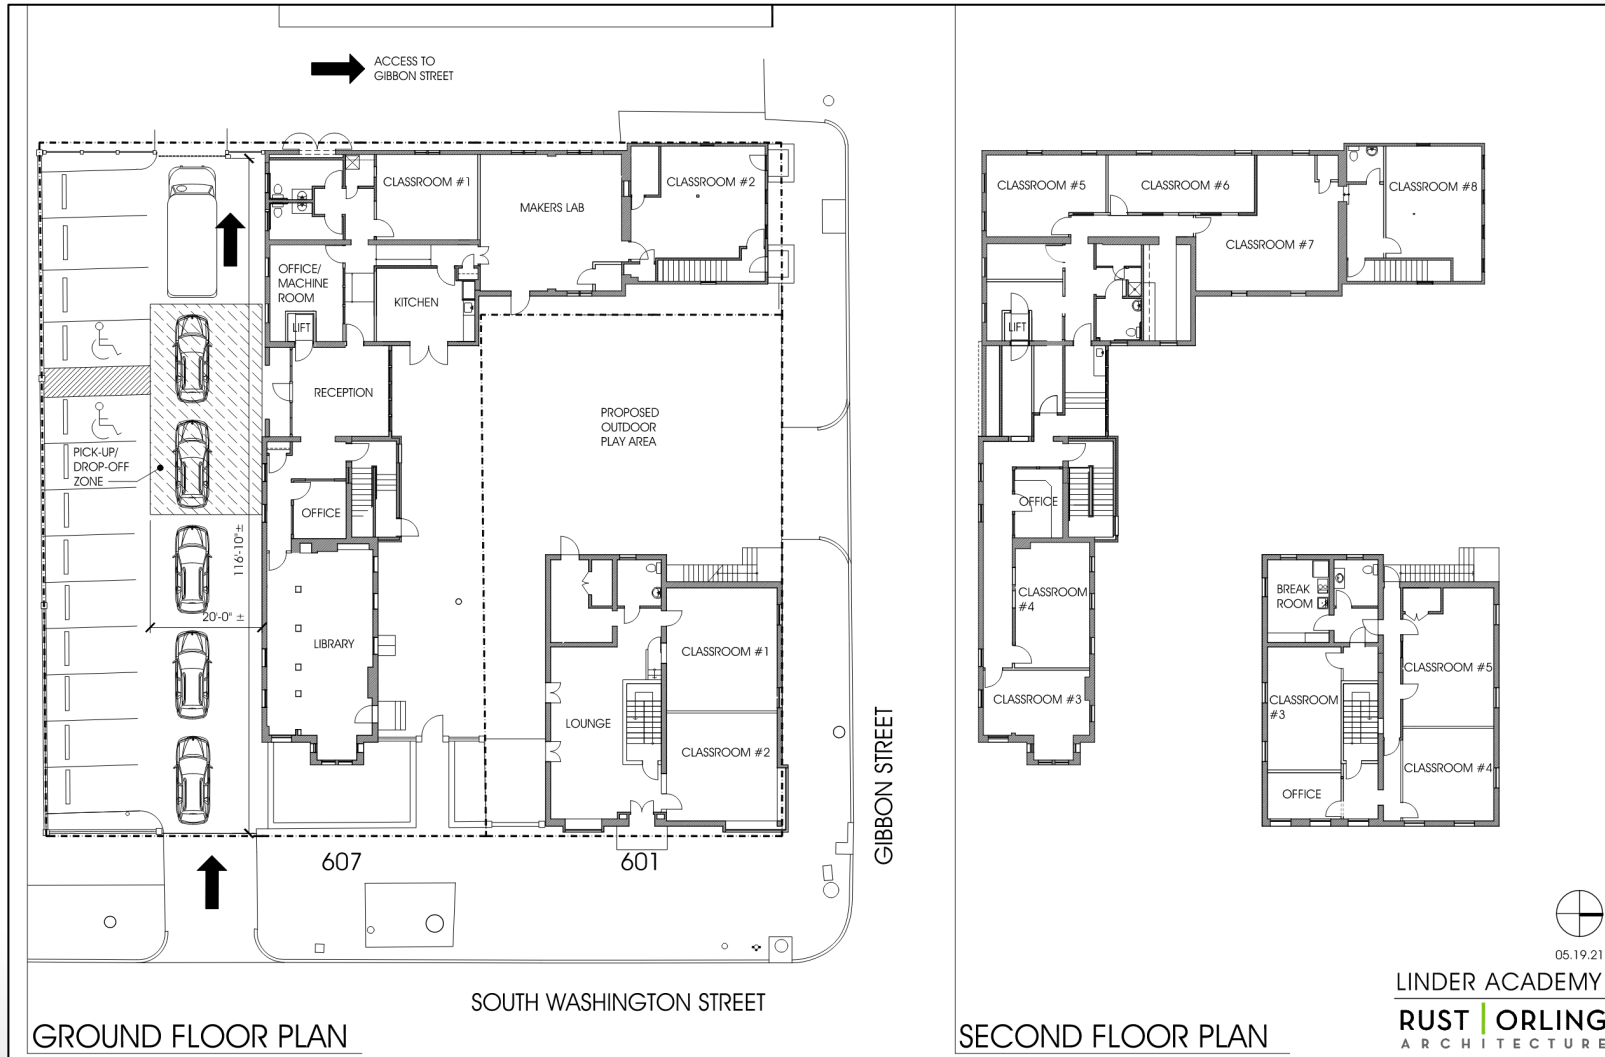 ACCESS TO
GIBBON STREET
CLASSROOM #1
MAKERS LAB
CLASSROOM #2
OFFICE/
MACHINE
ROOM
KITCHEN
LIFT
RECEPTION
PROPOSED
OUTDOOR
PLAY AREA
PICK-UP/
DROP-OFF
ZONE
OFFICE
116'-10" ±
20'-0" ±
LIBRARY
CLASSROOM #1
LOUNGE
CLASSROOM #2
607
601
GIBBON STREET
SOUTH WASHINGTON STREET
GROUND FLOOR PLAN
CLASSROOM #5
CLASSROOM #6
CLASSROOM #8
CLASSROOM #7
LIFT
OFFICE
CLASSROOM
#4
CLASSROOM #3
BREAK
ROOM
CLASSROOM #5
CLASSROOM
#3
CLASSROOM #4
OFFICE
SECOND FLOOR PLAN
05.19.21
LINDER ACADEMY
RUST | ORLING
ARCHITECTURE